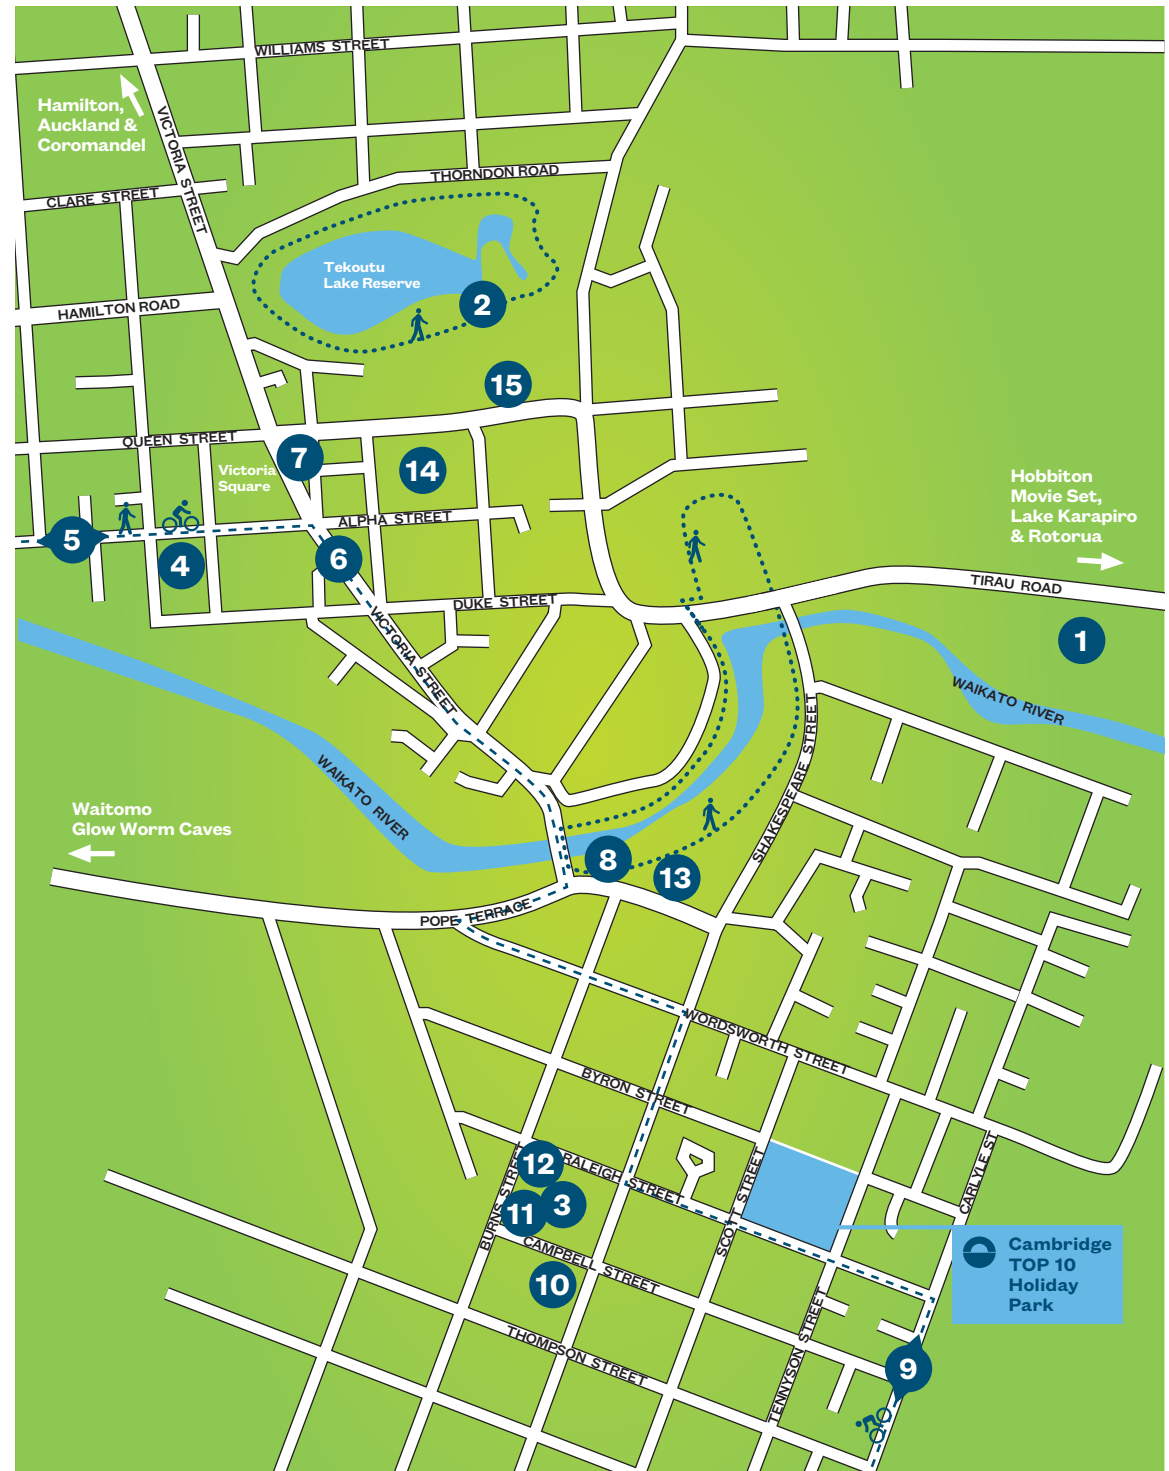 WILLIAMS STREET
Hamilton,
Auckland &
Coromandel
VICTORIA STREET
THORNDON ROAD
CLARE STREET
Tekoutu
Lake Reserve
2
HAMILTON ROAD
15
QUEEN STREET
7
Victoria
Square
14
Hobbiton
Movie Set,
Lake Karapiro
& Rotorua
ALPHA STREET
5
4
6
TIRAU ROAD
DUKE STREET
VICTORIA STREET
1
WAIKATO RIVER
WAIKATO RIVER
SHAKESPEARE STREET
Waitomo
Glow Worm Caves
8
13
POPE TERRACE
WORDSWORTH STREET
BYRON STREET
12
RALEIGH STREET
3
11
BURNS STREET
SCOTT STREET
CARLYLE ST
CAMPBELL STREET
10
Cambridge
TOP 10
Holiday
Park
THOMPSON STREET
TENNYSON STREET
9